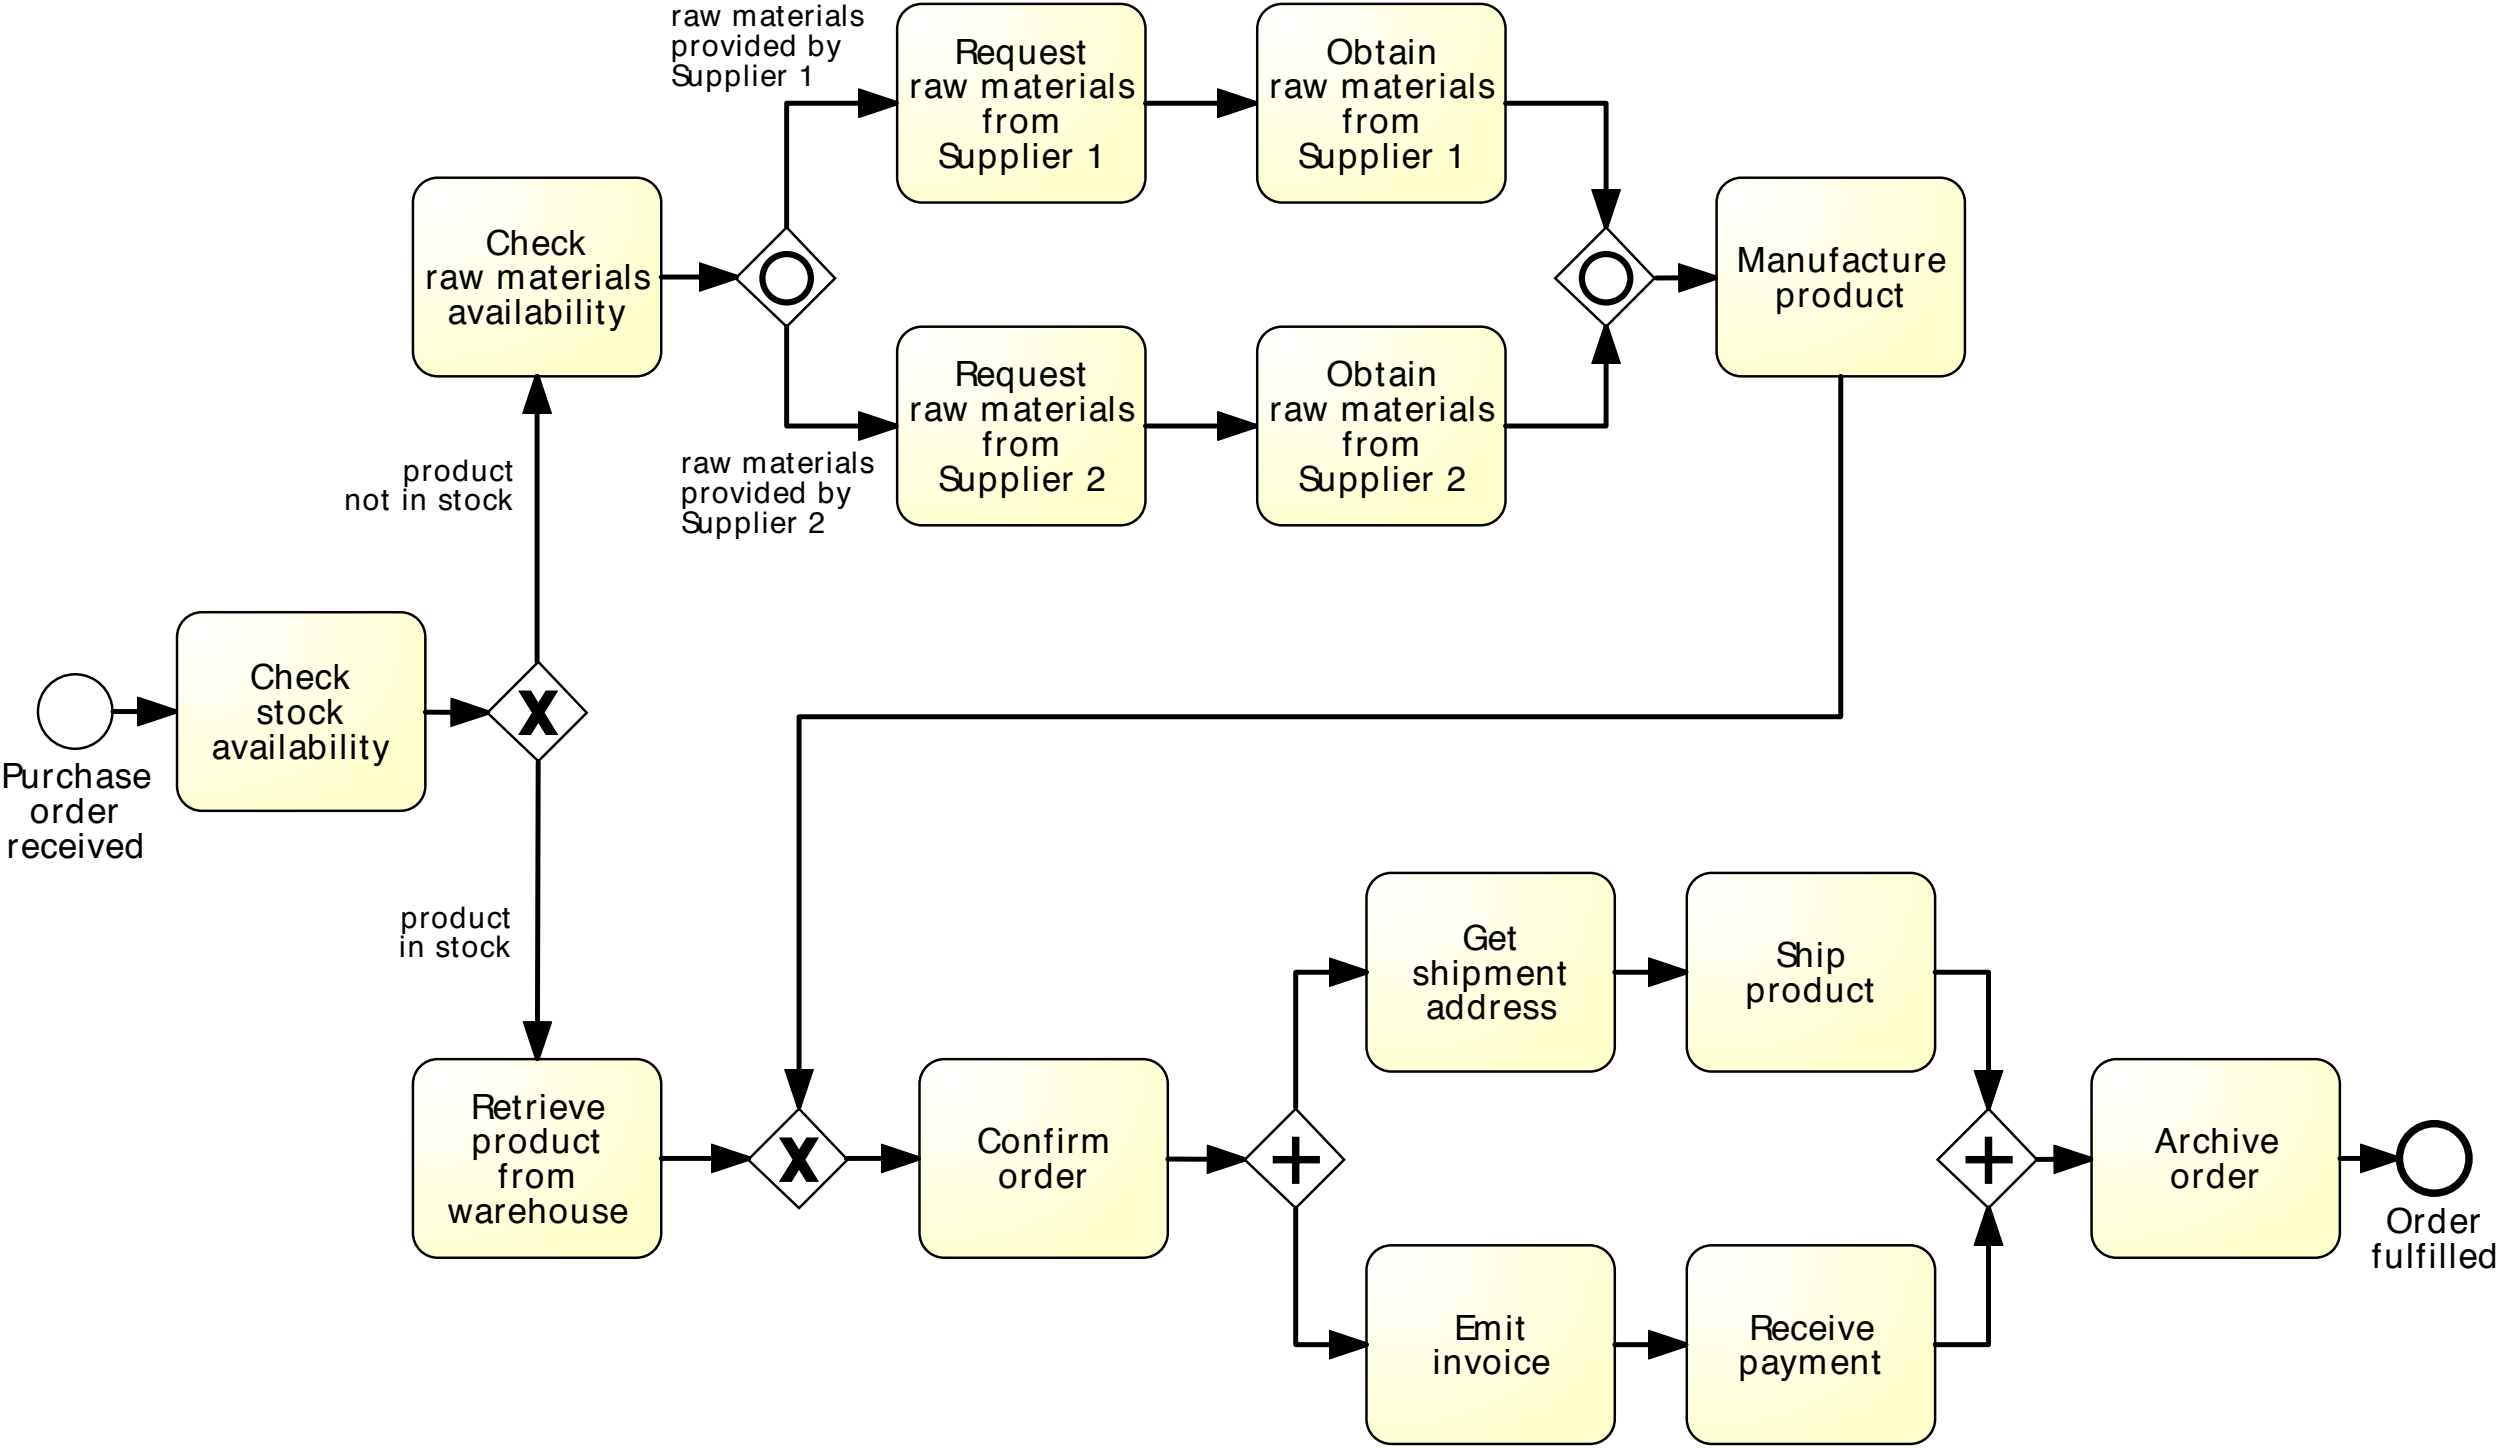 raw materials
provided by
Supplier 1
Request
raw materials
from
Supplier 1
Obtain
raw materials
from
Supplier 1
Check
raw materials
availability
Manufacture
product
Request
raw materials
from
Supplier 2
Obtain
raw materials
from
Supplier 2
raw materials
provided by
Supplier 2
product
not in stock
Check
stock
availability
X
Purchase
order
received
product
in stock
Retrieve
product
from
warehouse
X
Confirm
order
+
Get
shipment
address
Ship
product
Emit
invoice
Receive
payment
+
Archive
order
Order
fulfilled